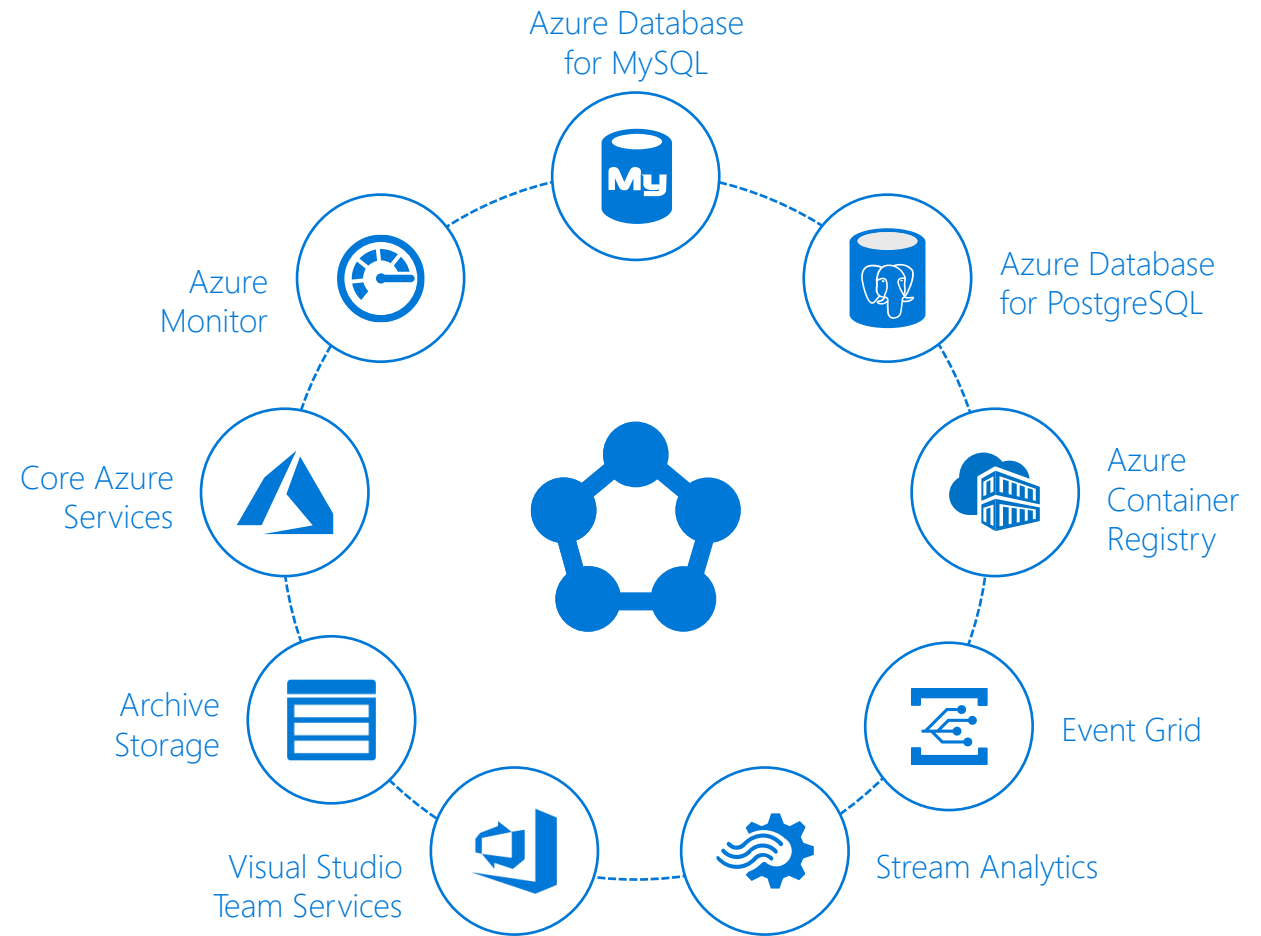 Azure Database
for MySQL
My
Azure Database
for PostgreSQL
Azure
Container
Registry
Event Grid
Stream Analytics
Visual Studio
Team Services
Archive
Storage
Core Azure
Services
Azure
Monitor